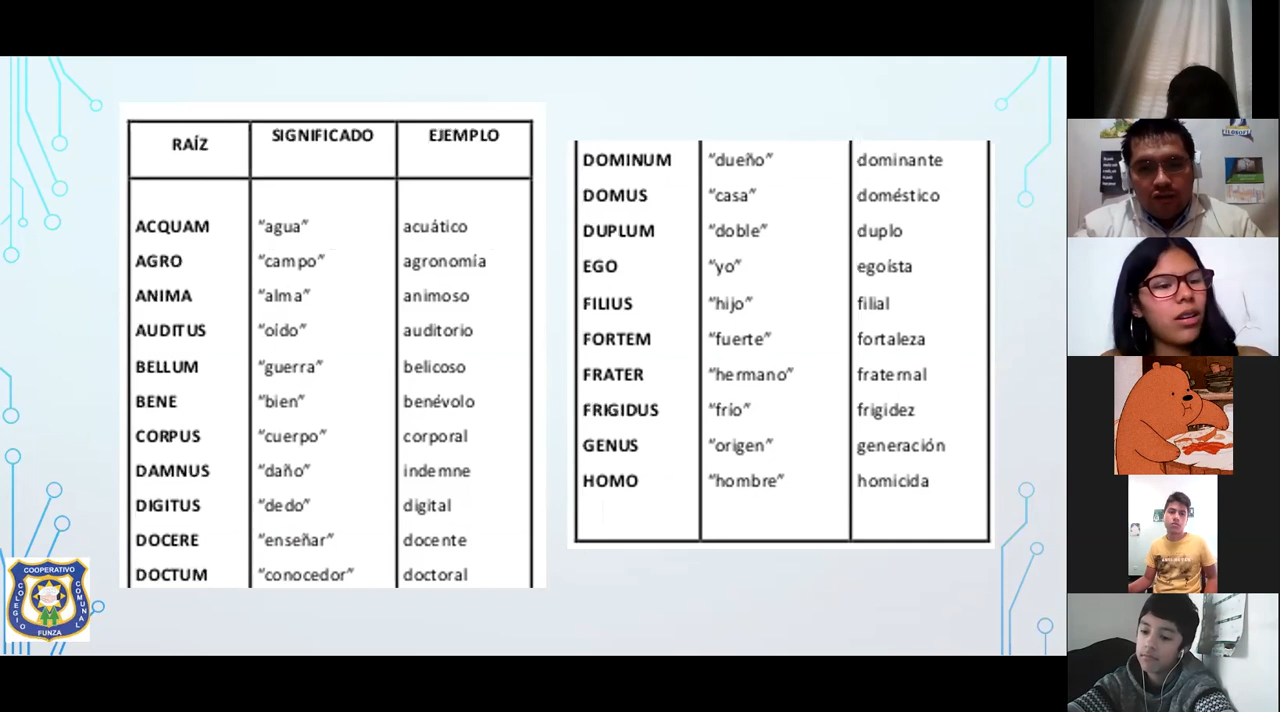 RAÍZ SIGNIFICADO EJEMPLO
ACQUAM "agua" acuático
AGRO "campo" agronomía
ANIMA "alma" animoso
AUDITUS "oído" auditorio
BELLUM "guerra" belicoso
BENE "bien" benévolo
CORPUS "cuerpo" corporal
DAMNUS "daño" indemne
DIGITUS "dedo" digital
DOCERE "enseñar" docente
DOCTUM "conocedor" doctoral
DOMINUM "dueño" dominante
DOMUS "casa" doméstico
DUPLUM "doble" duplo
EGO "yo" egoísta
FILIUS "hijo" filial
FORTEM "fuerte" fortaleza
FRATER "hermano" fraternal
FRIGIDUS "frío" frigidez
GENUS "origen" generación
HOMO "hombre" homicida
COOPERATIVO
COLEGIO
COMUNAL
FUNZA